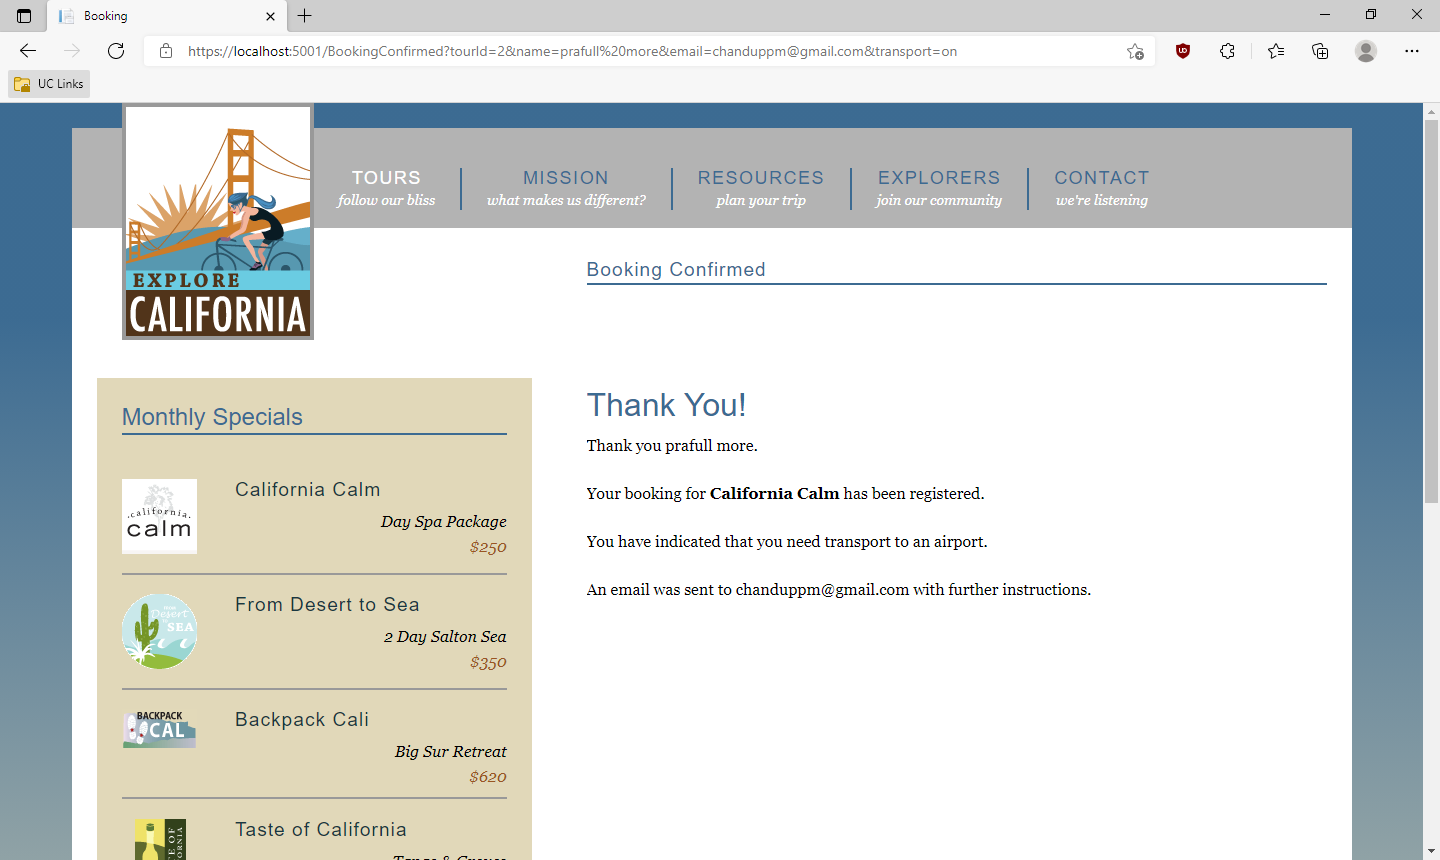 Booking
https://localhost:5001/BookingConfirmed?tourId=2&name=prafull%20more&email=chanduppm@gmail.com&transport=on
UC Links
EXPLORE
CALIFORNIA
TOURS
follow our bliss
MISSION
what makes us different?
RESOURCES
plan your trip
EXPLORERS
join our community
CONTACT
we're listening
Booking Confirmed
Monthly Specials
.california.
calm
California Calm
Day Spa Package
$250
Desert
to SEA
From Desert to Sea
2 Day Salton Sea
$350
BACKPACK
CAL
Backpack Cali
Big Sur Retreat
$620
Taste of California
Thank You!
Thank you prafull more.
Your booking for California Calm has been registered.
You have indicated that you need transport to an airport.
An email was sent to chanduppm@gmail.com with further instructions.